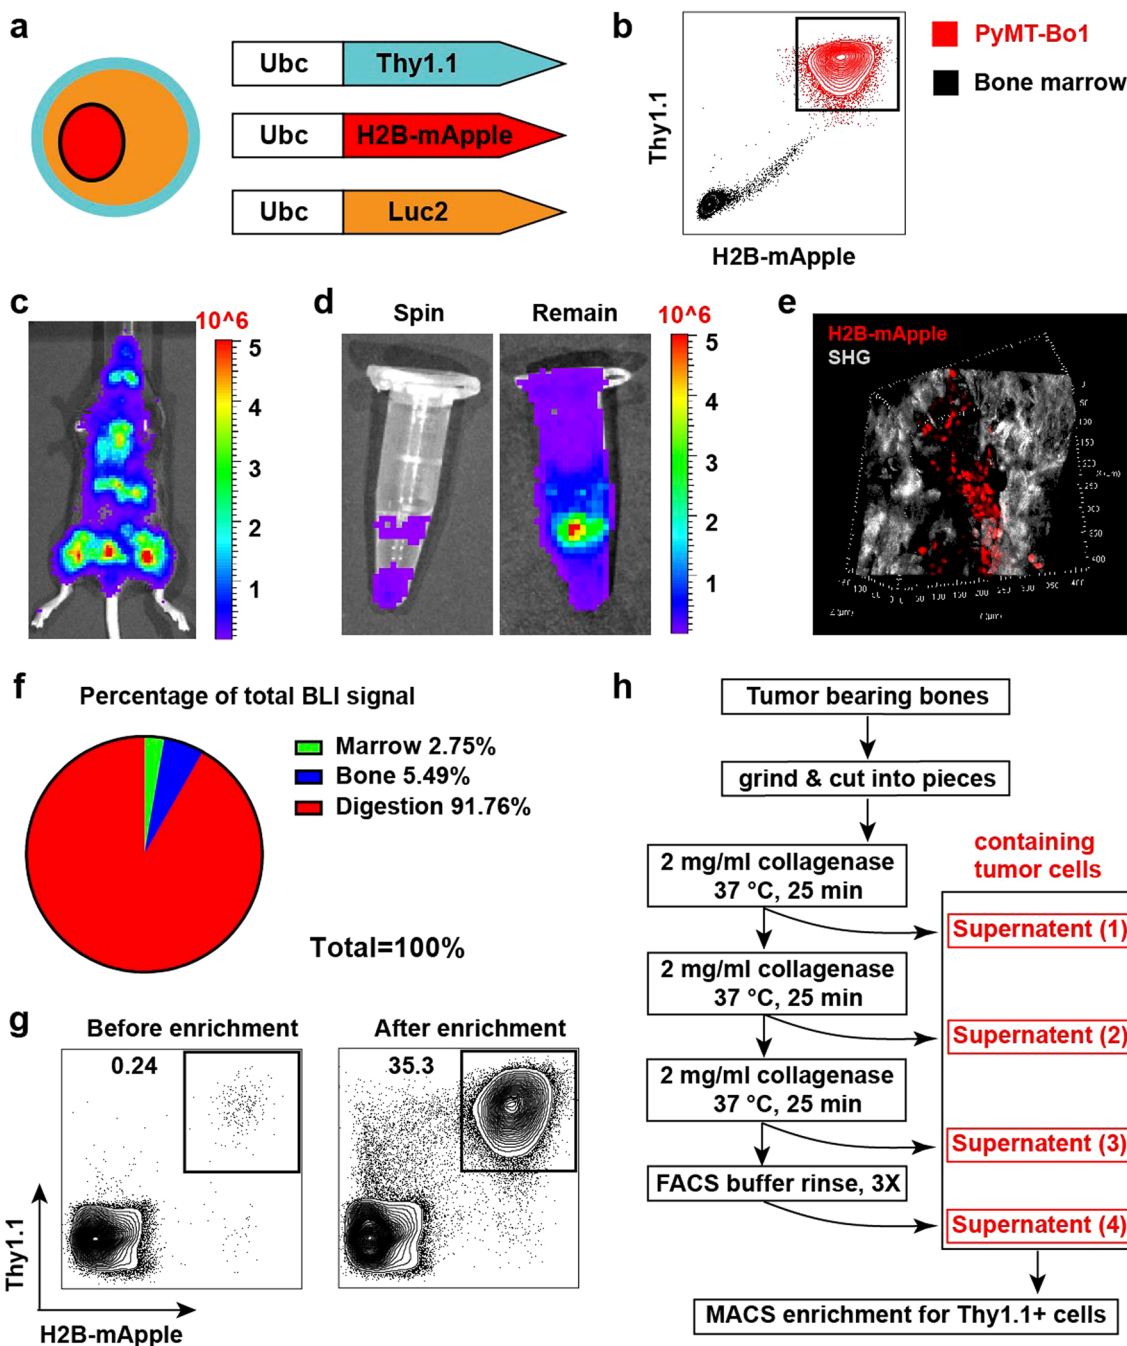 a
Ubc Thy1.1
Ubc H2B-mApple
Ubc Luc2
b
Thy1.1
H2B-mApple
PyMT-Bo1
Bone marrow
c
10^6
5
4
3
2
1
d
Spin Remain
10^6
5
4
3
2
1
e
H2B-mApple
SHG
f
Percentage of total BLI signal
Marrow 2.75%
Bone 5.49%
Digestion 91.76%
Total=100%
g
Before enrichment After enrichment
0.24 35.3
Thy1.1
H2B-mApple
h
Tumor bearing bones
grind & cut into pieces
2 mg/ml collagenase
37 °C, 25 min
containing
tumor cells
Supernatent (1)
2 mg/ml collagenase
37 °C, 25 min
Supernatent (2)
2 mg/ml collagenase
37 °C, 25 min
Supernatent (3)
FACS buffer rinse, 3X
Supernatent (4)
MACS enrichment for Thy1.1+ cells